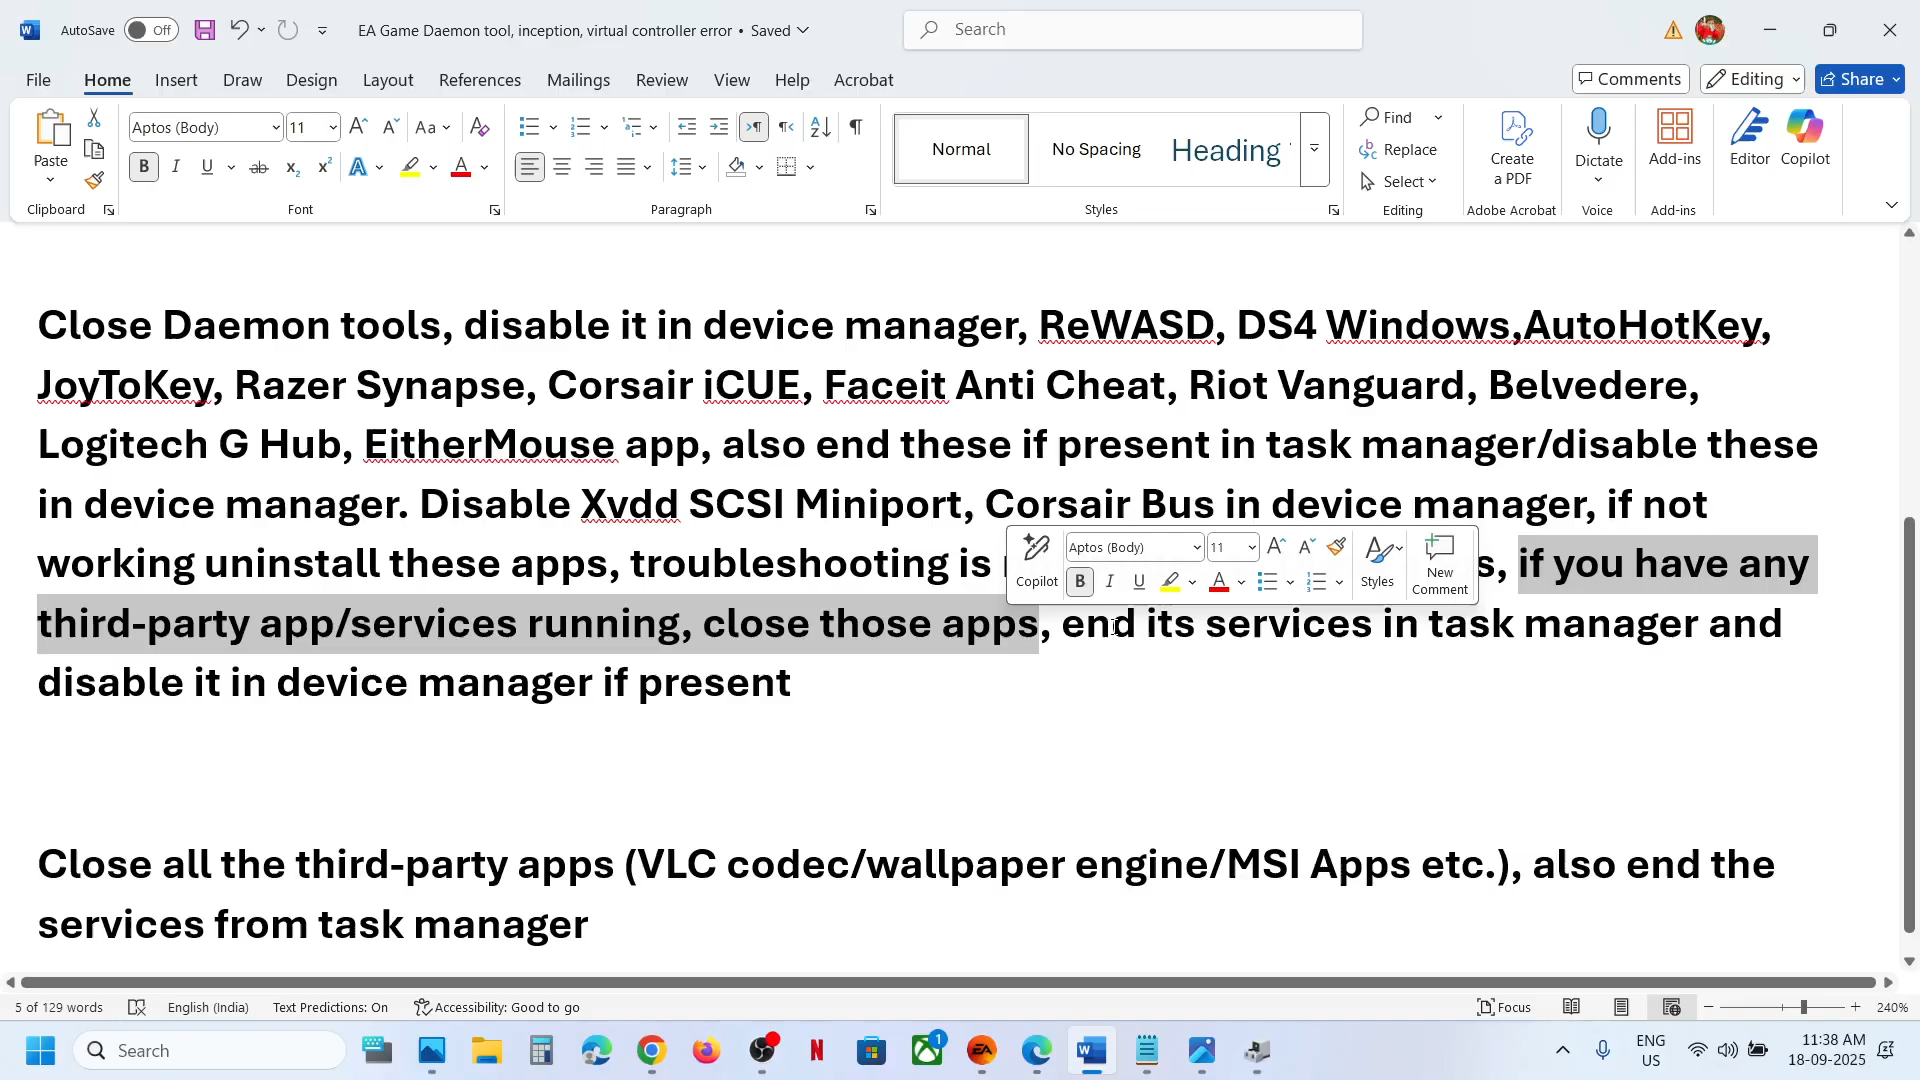 AutoSave Off EA Game Daemon tool, inception, virtual controller error • Saved Search
File Home Insert Draw Design Layout References Mailings Review View Help Acrobat Comments Editing Share
Paste Aptos (Body) 11 Normal No Spacing Heading Find Replace Select Create a PDF Dictate Add-ins Editor Copilot
Clipboard Font Paragraph Styles Editing Adobe Acrobat Voice Add-ins
Close Daemon tools, disable it in device manager, ReWASD, DS4 Windows,AutoHotKey,
JoyToKey, Razer Synapse, Corsair iCUE, Faceit Anti Cheat, Riot Vanguard, Belvedere,
Logitech G Hub, EitherMouse app, also end these if present in task manager/disable these
in device manager. Disable Xvdd SCSI Miniport, Corsair Bus in device manager, if not
working uninstall these apps, troubleshooting is s, if you have any
third-party app/services running, close those apps, end its services in task manager and
disable it in device manager if present
Aptos (Body) 11
Copilot Styles New Comment
Close all the third-party apps (VLC codec/wallpaper engine/MSI Apps etc.), also end the
services from task manager
5 of 129 words English (India) Text Predictions: On Accessibility: Good to go Focus 240%
Search 1 ENG US 11:38 AM 18-09-2025